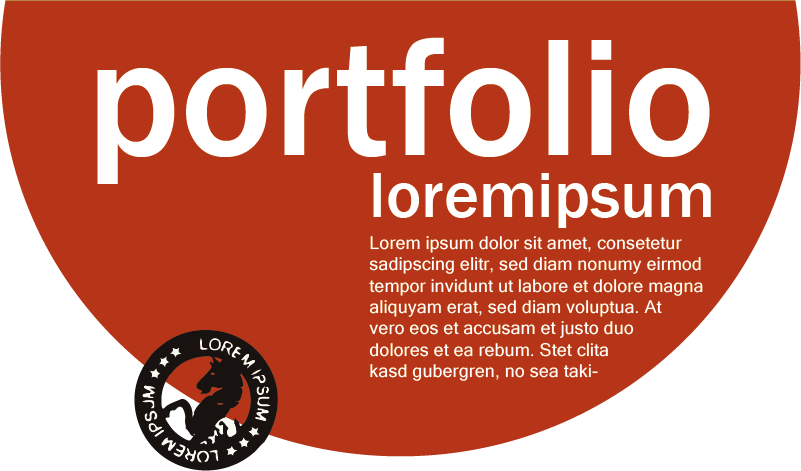 portfolio
loremipsum
Lorem ipsum dolor sit amet, consetetur
sadipscing elitr, sed diam nonumy eirmod
tempor invidunt ut labore et dolore magna
aliquyam erat, sed diam voluptua. At
vero eos et accusam et justo duo
dolores et ea rebum. Stet clita
kasd gubergren, no sea taki-
LOREM IPSUM
LOREM IPSUM